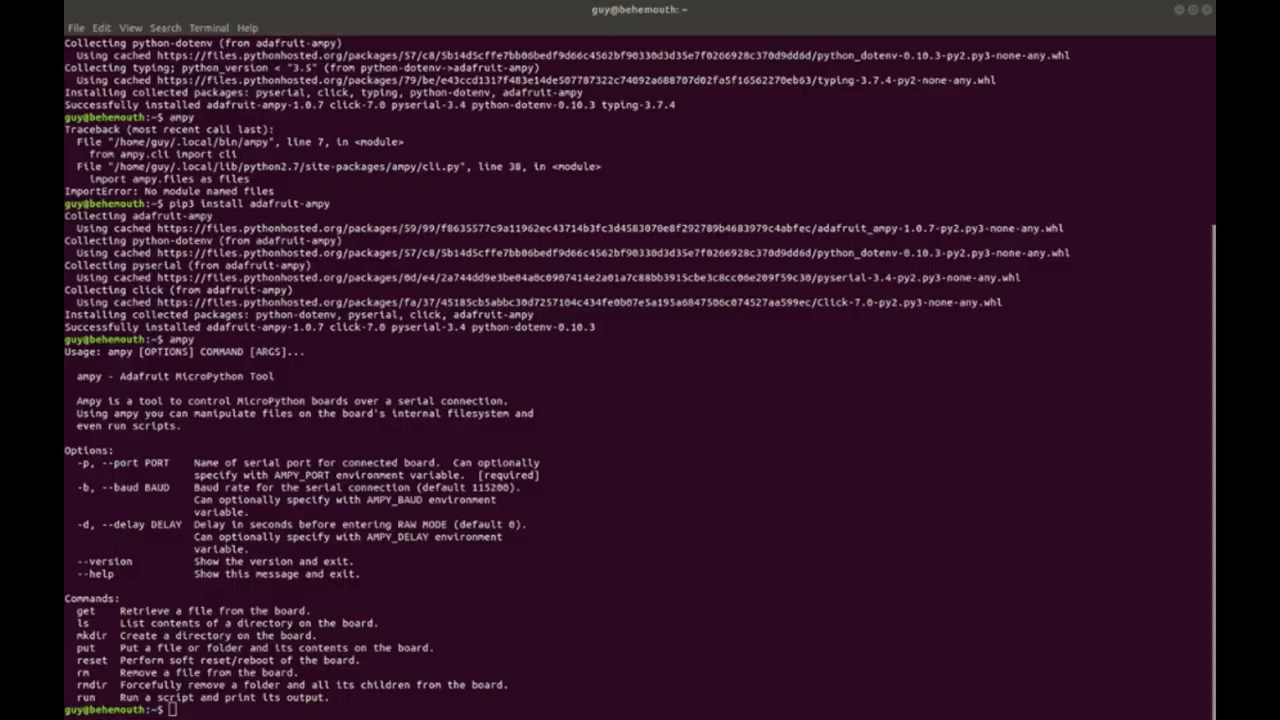 guy@behemouth: ~
File Edit View Search Terminal Help
Collecting python-dotenv (from adafruit-ampy)
Using cached https://files.pythonhosted.org/packages/57/c8/5b14d5cffe7bb06bedf9d66c4562bf90330d3d35e7f0266928c370d9dd6d/python_dotenv-0.10.3-py2.py3-none-any.whl
Collecting typing; python_version < "3.5" (from python-dotenv->adafruit-ampy)
Using cached https://files.pythonhosted.org/packages/79/be/e43ccd1317f483e14de507787322c74092a688707d02fa5f16562270eb63/typing-3.7.4-py2-none-any.whl
Installing collected packages: pyserial, click, typing, python-dotenv, adafruit-ampy
Successfully installed adafruit-ampy-1.0.7 click-7.0 pyserial-3.4 python-dotenv-0.10.3 typing-3.7.4
guy@behemouth:~$ ampy
Traceback (most recent call last):
File "/home/guy/.local/bin/ampy", line 7, in <module>
from ampy.cli import cli
File "/home/guy/.local/lib/python2.7/site-packages/ampy/cli.py", line 38, in <module>
import ampy.files as files
ImportError: No module named files
guy@behemouth:~$ pip3 install adafruit-ampy
Collecting adafruit-ampy
Using cached https://files.pythonhosted.org/packages/59/99/f8635577c9a11962ec43714b3fc3d4583070e8f292789b4683979c4abfec/adafruit_ampy-1.0.7-py2.py3-none-any.whl
Collecting python-dotenv (from adafruit-ampy)
Using cached https://files.pythonhosted.org/packages/57/c8/5b14d5cffe7bb06bedf9d66c4562bf90330d3d35e7f0266928c370d9dd6d/python_dotenv-0.10.3-py2.py3-none-any.whl
Collecting pyserial (from adafruit-ampy)
Using cached https://files.pythonhosted.org/packages/0d/e4/2a744dd9e3be04a0c0907414e2a01a7c88bb3915cbe3c8cc06e209f59c30/pyserial-3.4-py2.py3-none-any.whl
Collecting click (from adafruit-ampy)
Using cached https://files.pythonhosted.org/packages/fa/37/45185cb5abbc30d7257104c434fe0b07e5a195a6847506c074527aa599ec/Click-7.0-py2.py3-none-any.whl
Installing collected packages: python-dotenv, pyserial, click, adafruit-ampy
Successfully installed adafruit-ampy-1.0.7 click-7.0 pyserial-3.4 python-dotenv-0.10.3
guy@behemouth:~$ ampy
Usage: ampy [OPTIONS] COMMAND [ARGS]...
ampy - Adafruit MicroPython Tool
Ampy is a tool to control MicroPython boards over a serial connection.
Using ampy you can manipulate files on the board's internal filesystem and
even run scripts.
Options:
-p, --port PORT Name of serial port for connected board. Can optionally
specify with AMPY_PORT environment variable. [required]
-b, --baud BAUD Baud rate for the serial connection (default 115200).
Can optionally specify with AMPY_BAUD environment
variable.
-d, --delay DELAY Delay in seconds before entering RAW MODE (default 0).
Can optionally specify with AMPY_DELAY environment
variable.
--version Show the version and exit.
--help Show this message and exit.
Commands:
get Retrieve a file from the board.
ls List contents of a directory on the board.
mkdir Create a directory on the board.
put Put a file or folder and its contents on the board.
reset Perform soft reset/reboot of the board.
rm Remove a file from the board.
rmdir Forcefully remove a folder and all its children from the board.
run Run a script and print its output.
guy@behemouth:~$